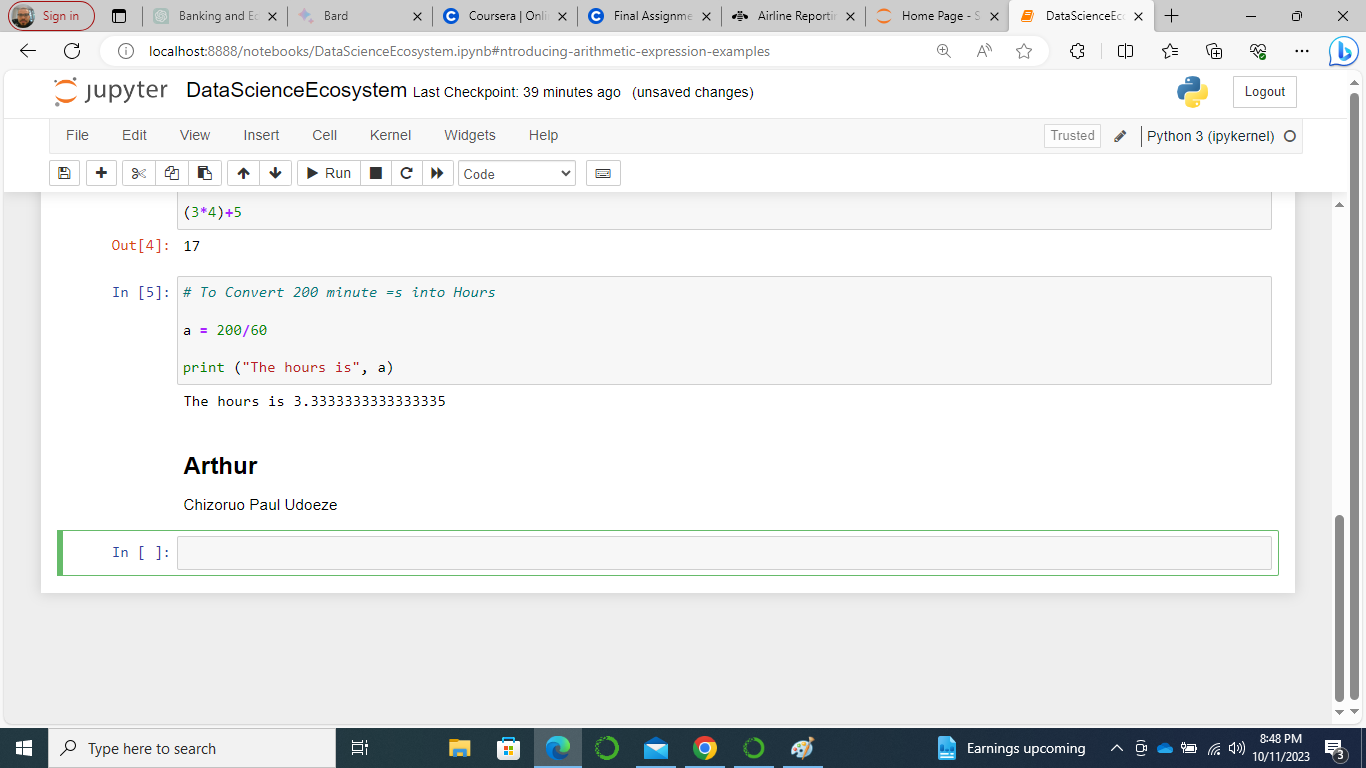 Sign in
Banking and Ec
Bard
Coursera | Onli
Final Assignme
Airline Reportin
Home Page - S
DataScienceEco
localhost:8888/notebooks/DataScienceEcosystem.ipynb#ntroducing-arithmetic-expression-examples
jupyter DataScienceEcosystem Last Checkpoint: 39 minutes ago (unsaved changes)
Logout
File Edit View Insert Cell Kernel Widgets Help
Trusted
Python 3 (ipykernel)
Run
Code
(3*4)+5
Out[4]: 17
In [5]: # To Convert 200 minute =s into Hours
a = 200/60
print ("The hours is", a)
The hours is 3.3333333333333335
Arthur
Chizoruo Paul Udoeze
In [ ]:
Type here to search
Earnings upcoming
8:48 PM
10/11/2023
3